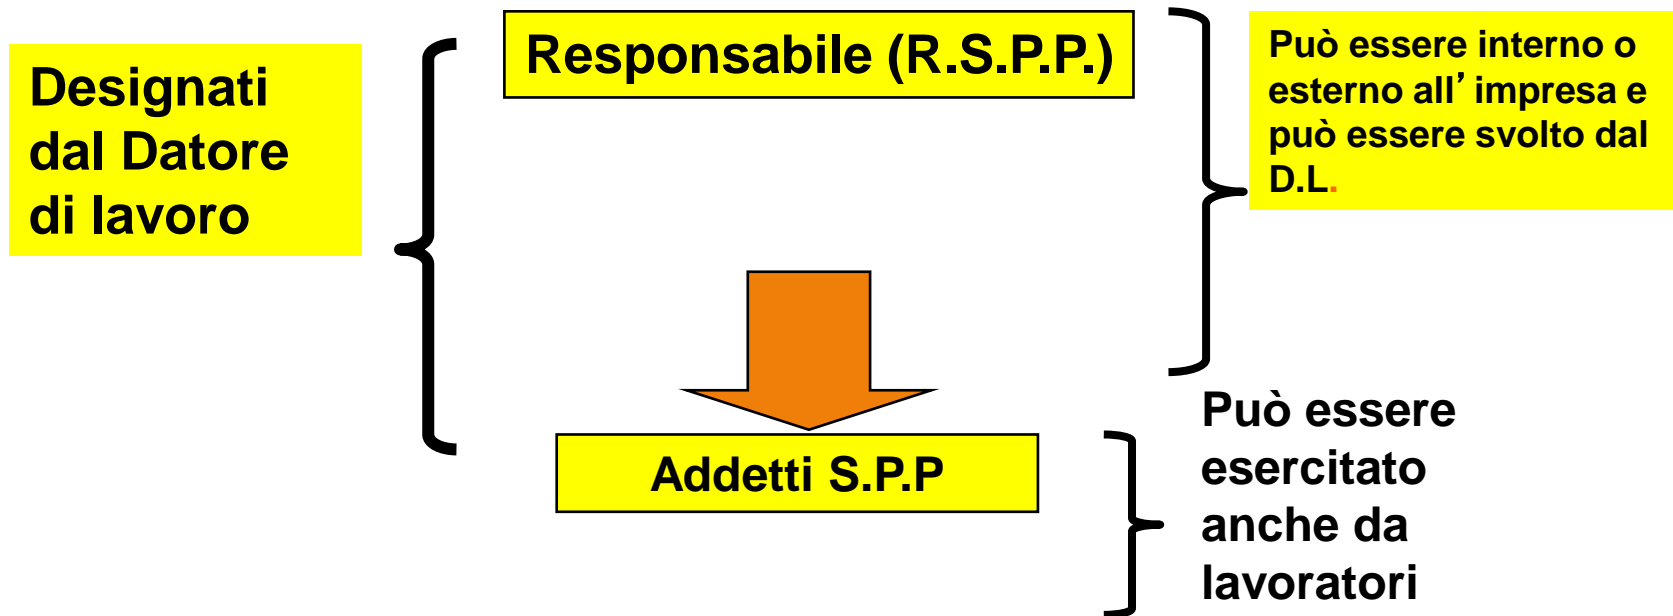 Designati
dal Datore
di lavoro
Responsabile (R.S.P.P.)
Può essere interno o
esterno all’ impresa e
può essere svolto dal
D.L.
Addetti S.P.P
Può essere
esercitato
anche da
lavoratori